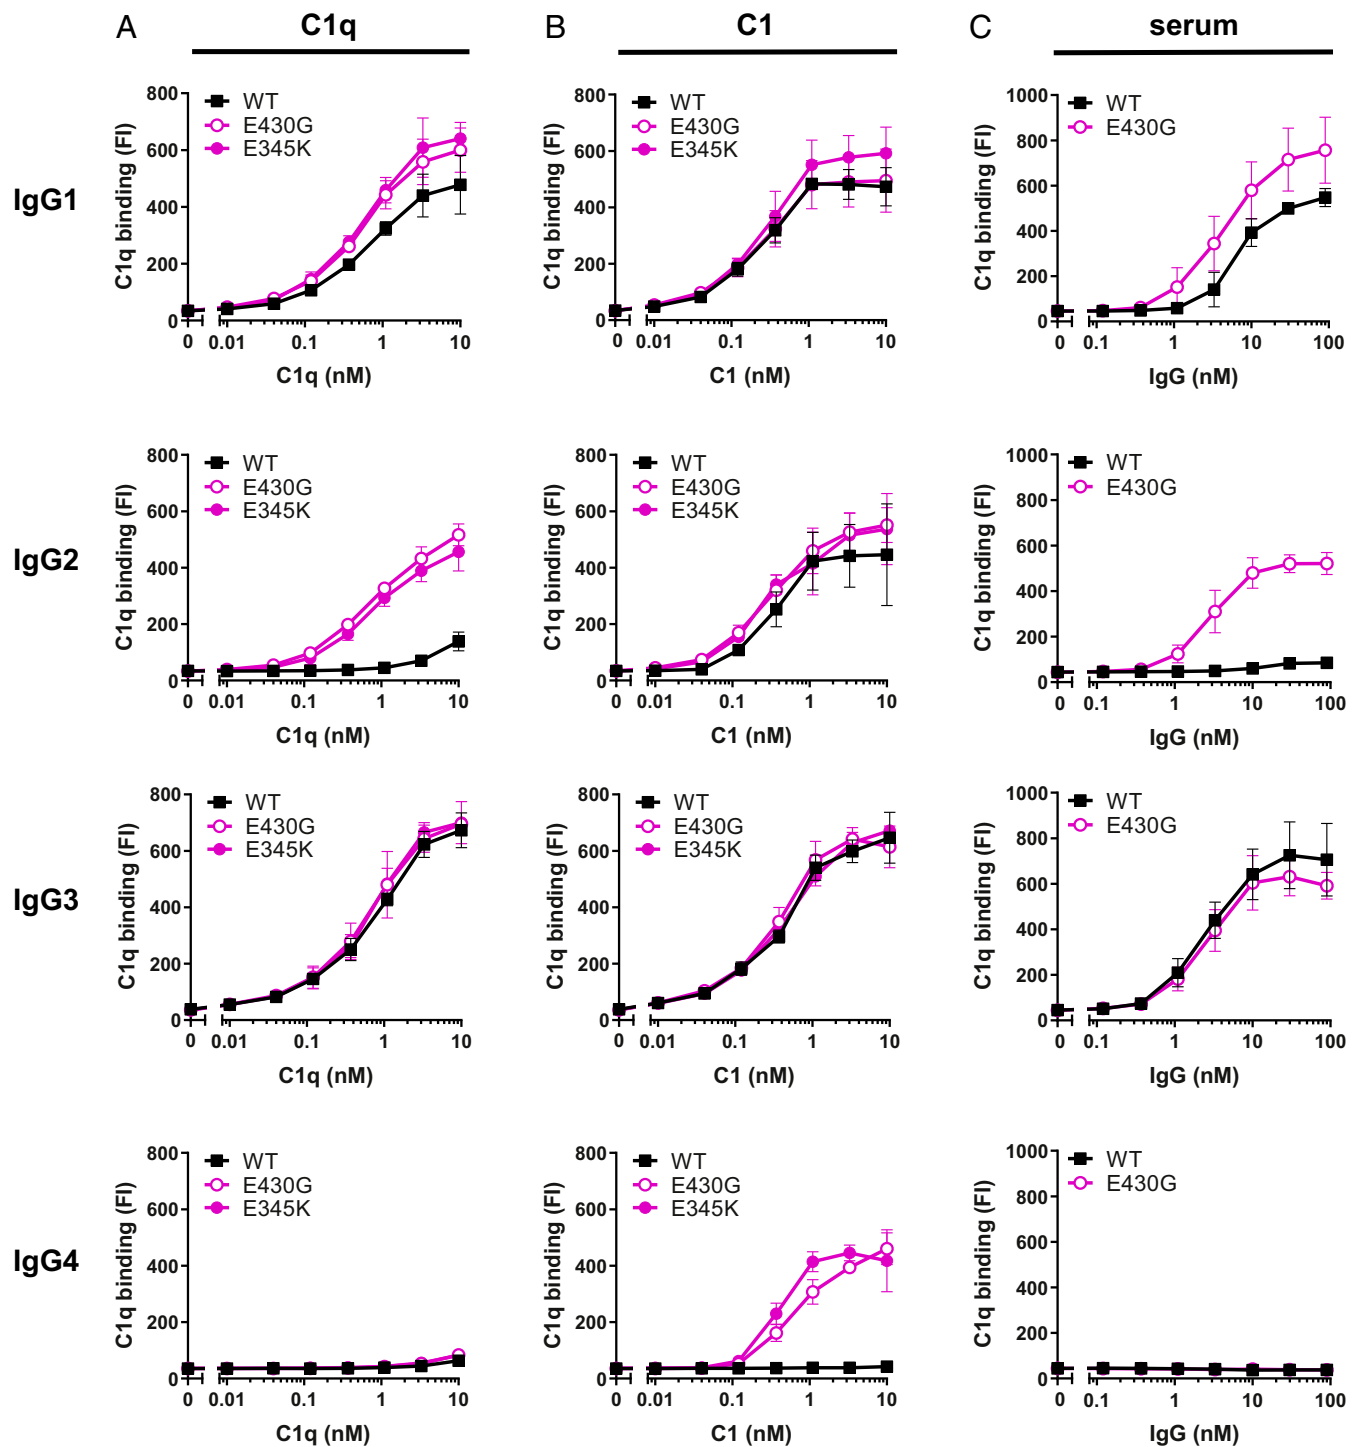 A C1q B C1 C serum
IgG1
C1q binding (FI)
800
600
400
200
0
WT
E430G
E345K
0 0.01 0.1 1 10
C1q (nM)
C1q binding (FI)
800
600
400
200
0
WT
E430G
E345K
0 0.01 0.1 1 10
C1 (nM)
C1q binding (FI)
1000
800
600
400
200
0
WT
E430G
0 0.1 1 10 100
IgG (nM)
IgG2
C1q binding (FI)
800
600
400
200
0
WT
E430G
E345K
0 0.01 0.1 1 10
C1q (nM)
C1q binding (FI)
800
600
400
200
0
WT
E430G
E345K
0 0.01 0.1 1 10
C1 (nM)
C1q binding (FI)
1000
800
600
400
200
0
WT
E430G
0 0.1 1 10 100
IgG (nM)
IgG3
C1q binding (FI)
800
600
400
200
0
WT
E430G
E345K
0 0.01 0.1 1 10
C1q (nM)
C1q binding (FI)
800
600
400
200
0
WT
E430G
E345K
0 0.01 0.1 1 10
C1 (nM)
C1q binding (FI)
1000
800
600
400
200
0
WT
E430G
0 0.1 1 10 100
IgG (nM)
IgG4
C1q binding (FI)
800
600
400
200
0
WT
E430G
E345K
0 0.01 0.1 1 10
C1q (nM)
C1q binding (FI)
800
600
400
200
0
WT
E430G
E345K
0 0.01 0.1 1 10
C1 (nM)
C1q binding (FI)
1000
800
600
400
200
0
WT
E430G
0 0.1 1 10 100
IgG (nM)